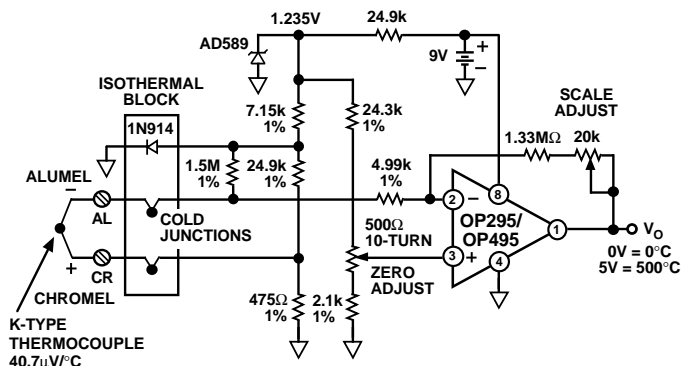 1.235V
24.9k
AD589
9V
+
−
ISOTHERMAL
BLOCK
1N914
7.15k
1%
24.3k
1%
SCALE
ADJUST
1.33MΩ
20k
1.5M
1%
24.9k
1%
4.99k
1%
ALUMEL
−
AL
COLD
JUNCTIONS
2
−
8
OP295/
OP495
1
VO
0V = 0°C
5V = 500°C
500Ω
10-TURN
3
+
4
ZERO
ADJUST
+
CR
CHROMEL
475Ω
1%
2.1k
1%
K-TYPE
THERMOCOUPLE
40.7μV/°C